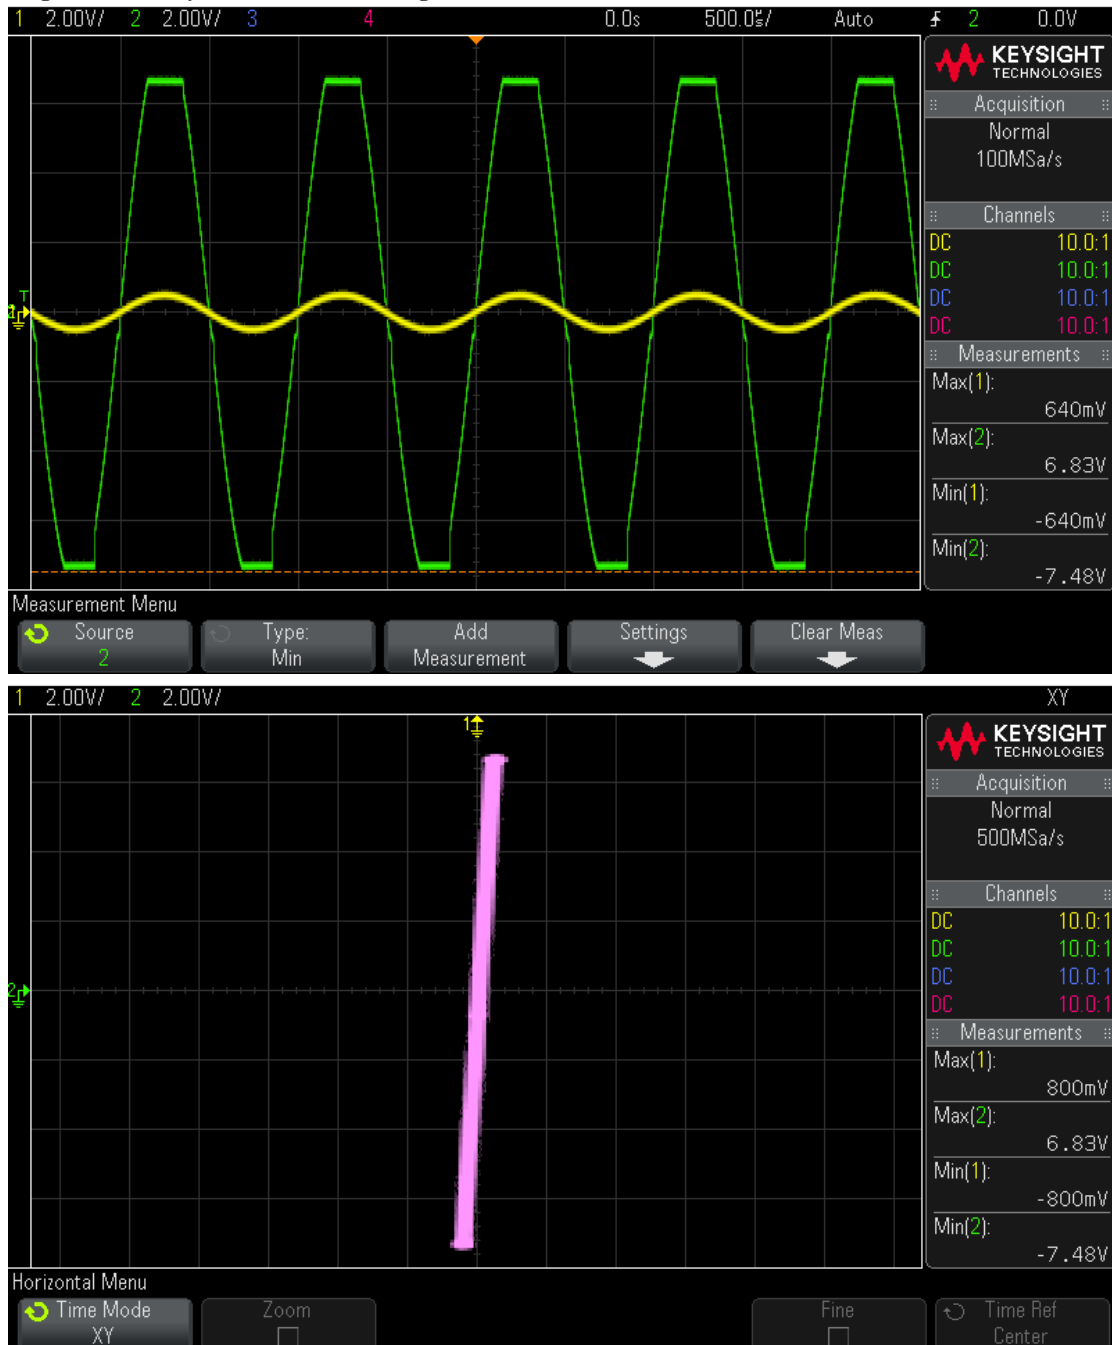 1 2.00V/ 2 2.00V/ 3 4 0.0s 500.0µs/ Auto 2 0.0V
KEYSIGHT
TECHNOLOGIES
Acquisition
Normal
100MSa/s
Channels
DC 10.0:1
DC 10.0:1
DC 10.0:1
DC 10.0:1
T
Measurements
Max(1):
640mV
Max(2):
6.83V
Min(1):
-640mV
Min(2):
-7.48V
Measurement Menu
Source
2
Type:
Min
Add
Measurement
Settings
Clear Meas
1 2.00V/ 2 2.00V/ XY
1
KEYSIGHT
TECHNOLOGIES
Acquisition
Normal
500MSa/s
Channels
DC 10.0:1
DC 10.0:1
DC 10.0:1
DC 10.0:1
2
Measurements
Max(1):
800mV
Max(2):
6.83V
Min(1):
-800mV
Min(2):
-7.48V
Horizontal Menu
Time Mode
XY
Zoom
Fine
Time Ref
Center